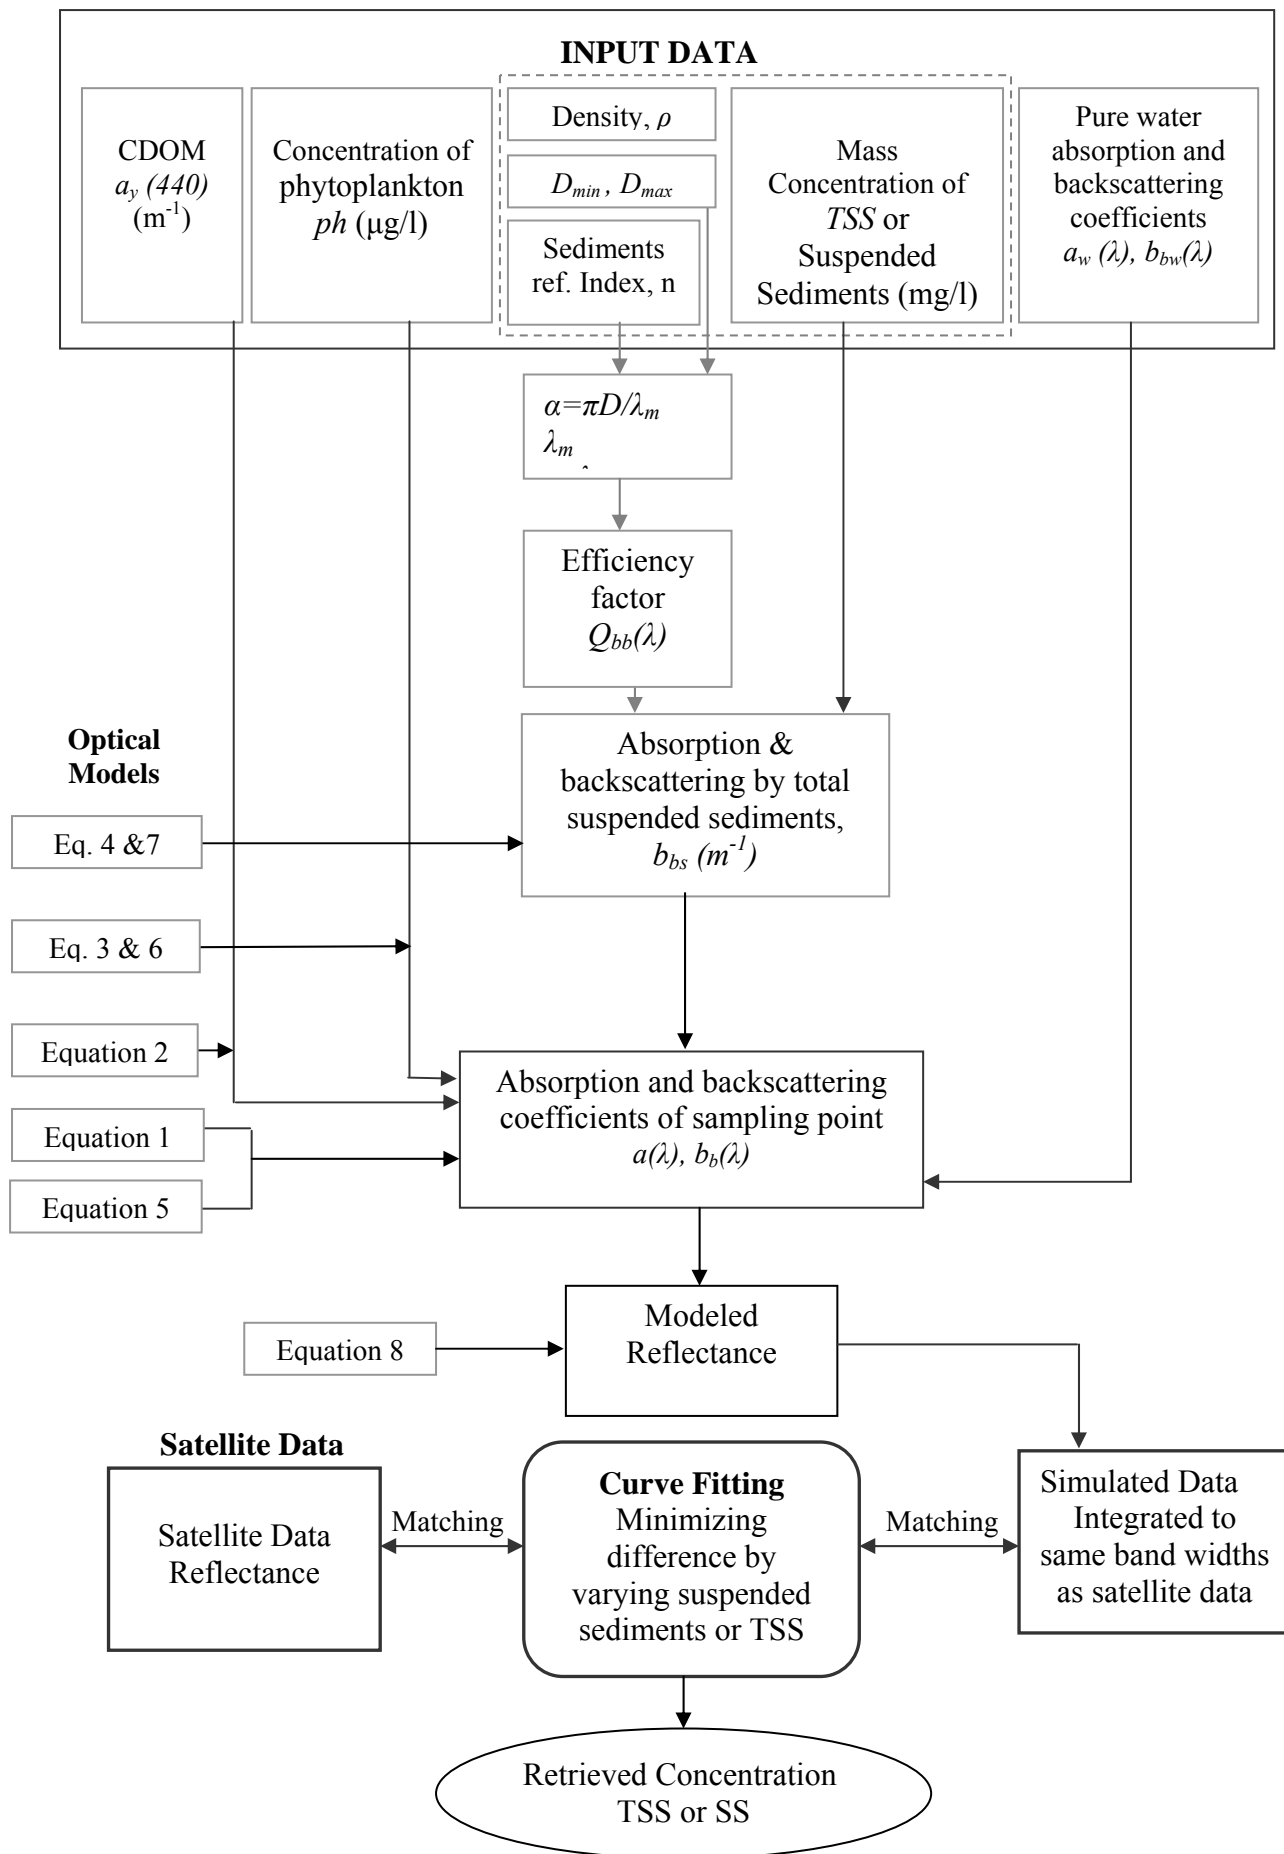 INPUT DATA
CDOM
a_y (440)
(m^-1)
Concentration of
phytoplankton
ph (µg/l)
Density, ρ
D_min , D_max
Sediments
ref. Index, n
Mass
Concentration of
TSS or
Suspended
Sediments (mg/l)
Pure water
absorption and
backscattering
coefficients
a_w (λ), b_bw(λ)
α=πD/λ_m
λ_m
Efficiency
factor
Q_bb(λ)
Optical
Models
Absorption &
backscattering by total
suspended sediments,
b_bs (m^-1)
Eq. 4 &7
Eq. 3 & 6
Equation 2
Equation 1
Equation 5
Absorption and backscattering
coefficients of sampling point
a(λ), b_b(λ)
Equation 8
Modeled
Reflectance
Satellite Data
Satellite Data
Reflectance
Matching
Curve Fitting
Minimizing
difference by
varying suspended
sediments or TSS
Matching
Simulated Data
Integrated to
same band widths
as satellite data
Retrieved Concentration
TSS or SS